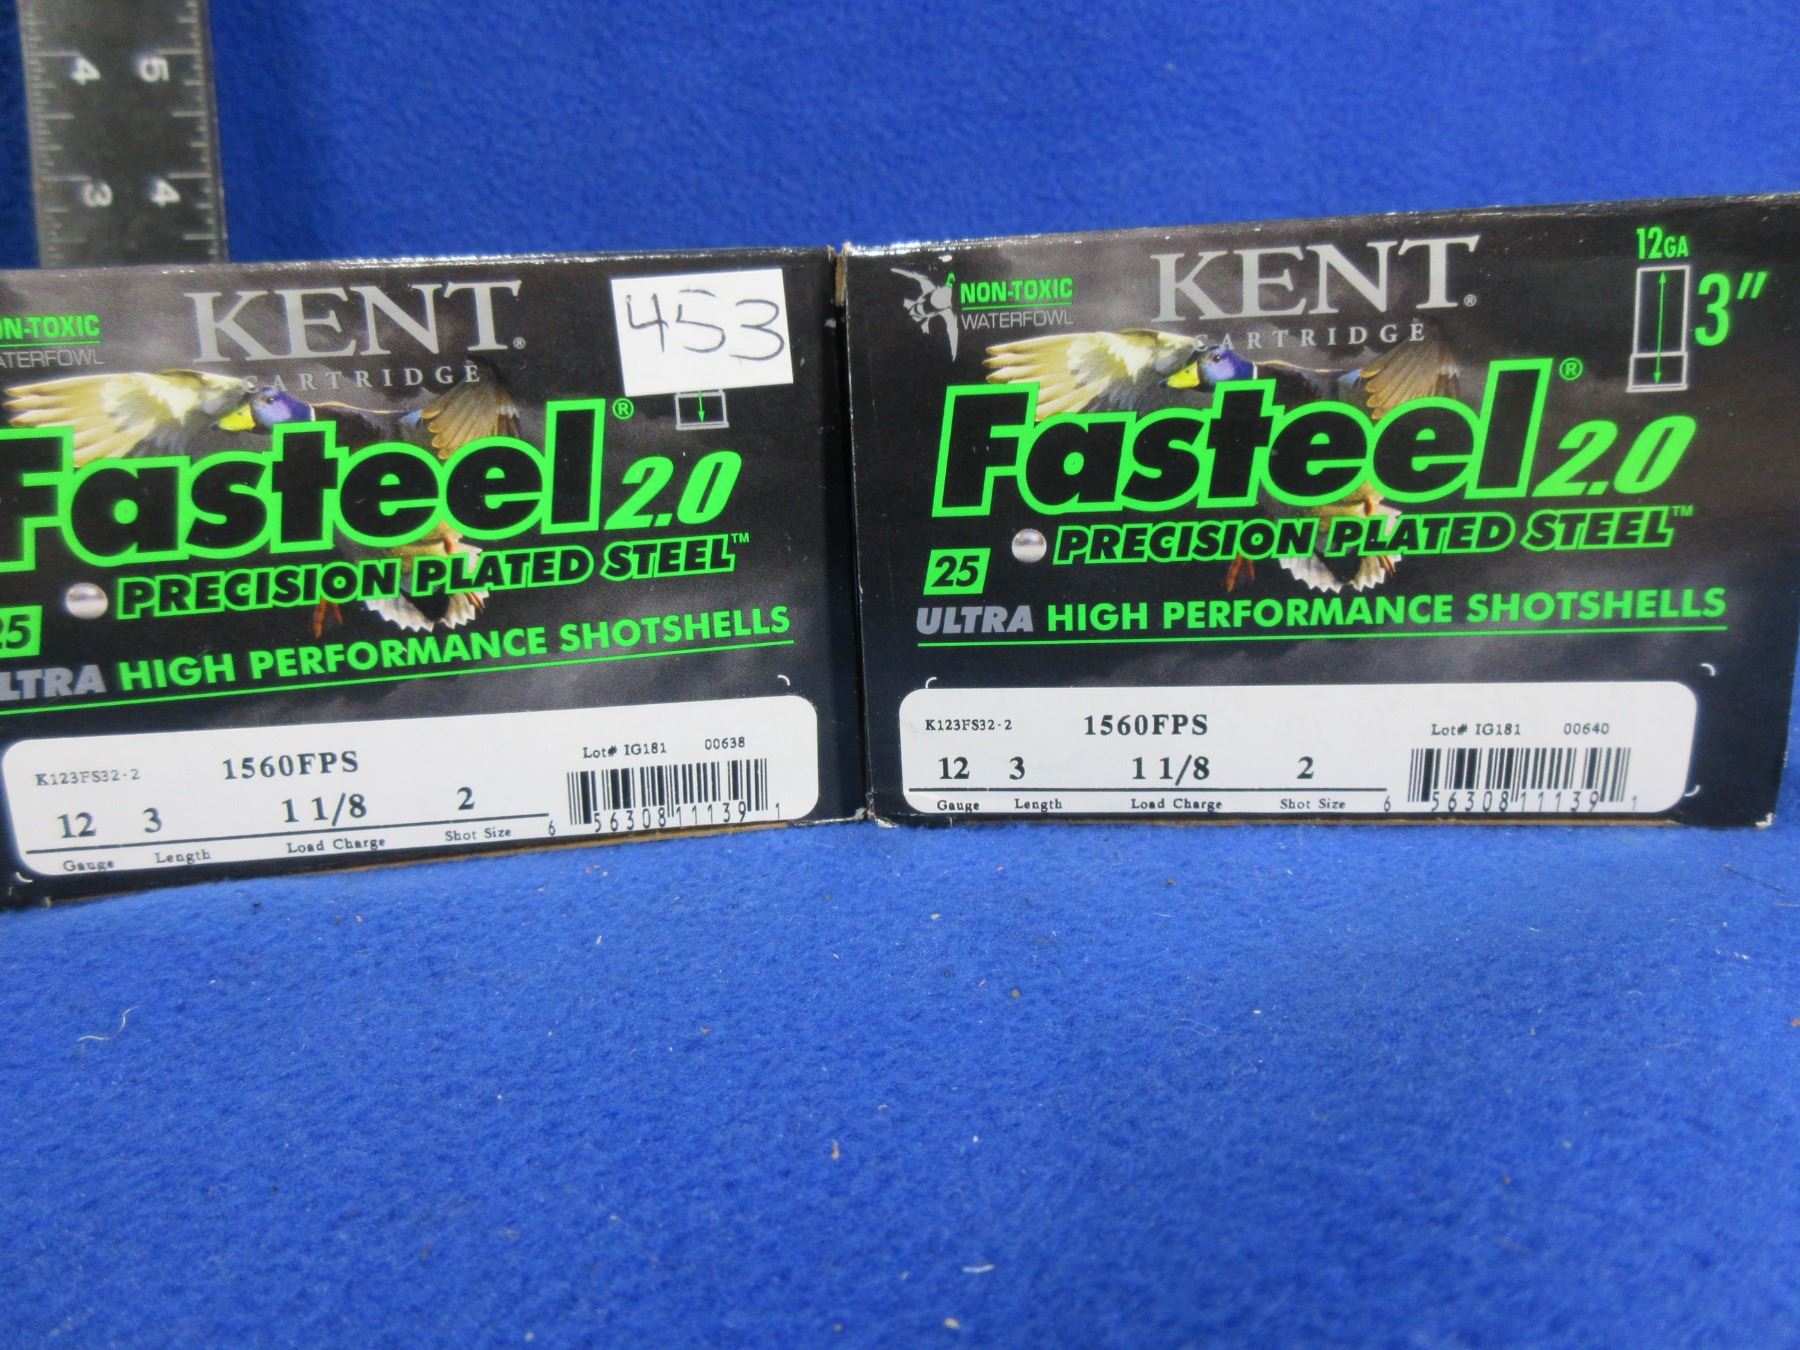 4 5
3 4
ON-TOXIC
ATERFOWL
KENT®
CARTRIDGE
453
Fasteel® 2.0
PRECISION PLATED STEEL™
25
LTRA HIGH PERFORMANCE SHOTSHELLS
K123FS32-2 1560FPS Lot# IG181 00638
12 3 1 1/8 2
Gauge Length Load Charge Shot Size
6 56308 11139 1
NON-TOXIC
WATERFOWL
KENT®
CARTRIDGE
12GA
3"
Fasteel® 2.0
PRECISION PLATED STEEL™
25
ULTRA HIGH PERFORMANCE SHOTSHELLS
K123FS32-2 1560FPS Lot# IG181 00640
12 3 1 1/8 2
Gauge Length Load Charge Shot Size
6 56308 11139 1